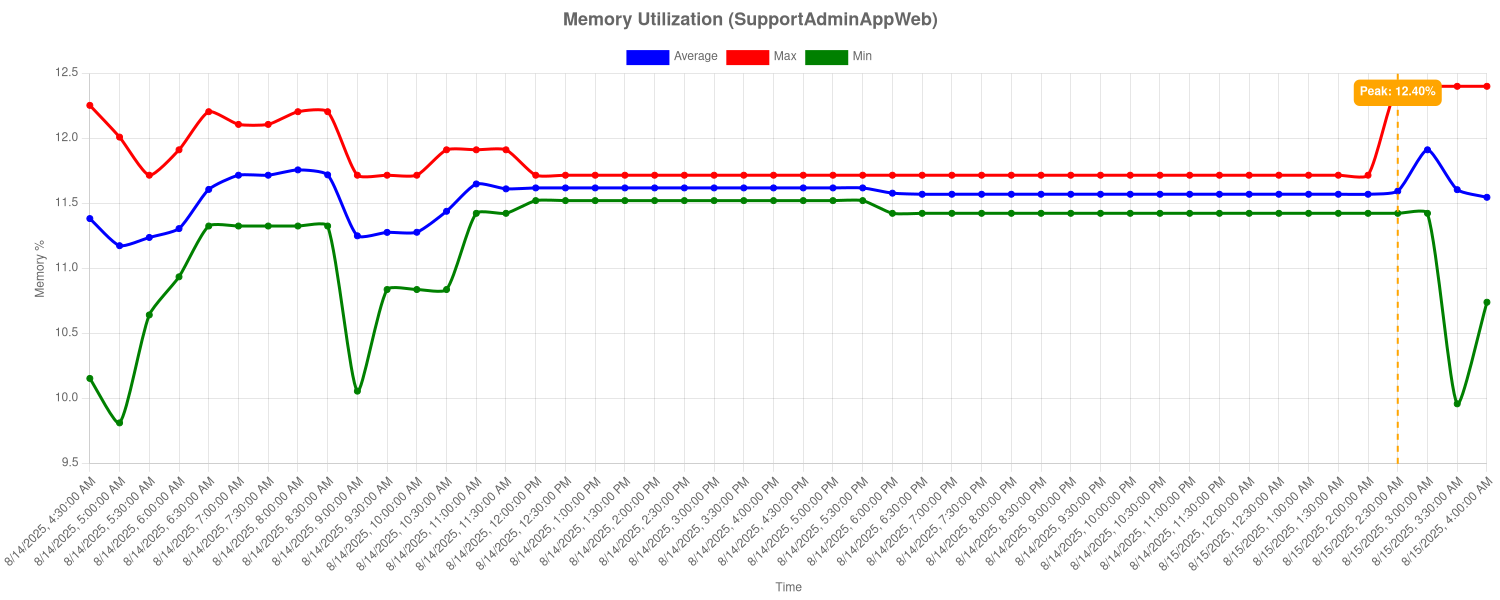 Memory Utilization (SupportAdminAppWeb)
Average Max Min
12.5
12.0
11.5
11.0
10.5
10.0
9.5
Memory %
Peak: 12.40%
8/14/2025, 4:30:00 AM
8/14/2025, 5:00:00 AM
8/14/2025, 5:30:00 AM
8/14/2025, 6:00:00 AM
8/14/2025, 6:30:00 AM
8/14/2025, 7:00:00 AM
8/14/2025, 7:30:00 AM
8/14/2025, 8:00:00 AM
8/14/2025, 8:30:00 AM
8/14/2025, 9:00:00 AM
8/14/2025, 9:30:00 AM
8/14/2025, 10:00:00 AM
8/14/2025, 10:30:00 AM
8/14/2025, 11:00:00 AM
8/14/2025, 11:30:00 AM
8/14/2025, 12:00:00 PM
8/14/2025, 12:30:00 PM
8/14/2025, 1:00:00 PM
8/14/2025, 1:30:00 PM
8/14/2025, 2:00:00 PM
8/14/2025, 2:30:00 PM
8/14/2025, 3:00:00 PM
8/14/2025, 3:30:00 PM
8/14/2025, 4:00:00 PM
8/14/2025, 4:30:00 PM
8/14/2025, 5:00:00 PM
8/14/2025, 5:30:00 PM
8/14/2025, 6:00:00 PM
8/14/2025, 6:30:00 PM
8/14/2025, 7:00:00 PM
8/14/2025, 7:30:00 PM
8/14/2025, 8:00:00 PM
8/14/2025, 8:30:00 PM
8/14/2025, 9:00:00 PM
8/14/2025, 9:30:00 PM
8/14/2025, 10:00:00 PM
8/14/2025, 10:30:00 PM
8/14/2025, 11:00:00 PM
8/14/2025, 11:30:00 PM
8/15/2025, 12:00:00 AM
8/15/2025, 12:30:00 AM
8/15/2025, 1:00:00 AM
8/15/2025, 1:30:00 AM
8/15/2025, 2:00:00 AM
8/15/2025, 2:30:00 AM
8/15/2025, 3:00:00 AM
8/15/2025, 3:30:00 AM
8/15/2025, 4:00:00 AM
Time